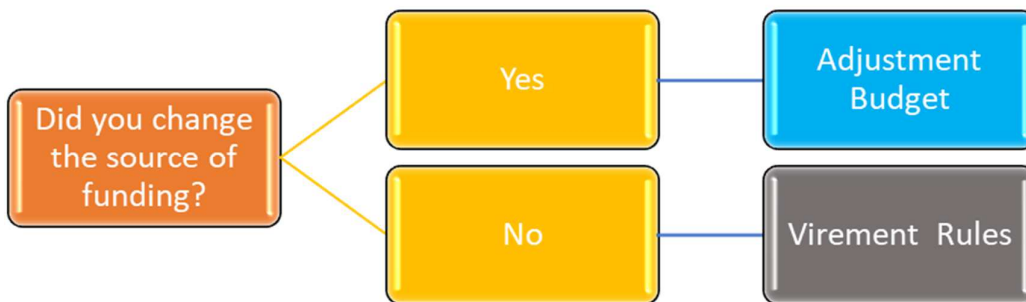 Did you change
the source of
funding?
Yes
Adjustment
Budget
No
Virement Rules